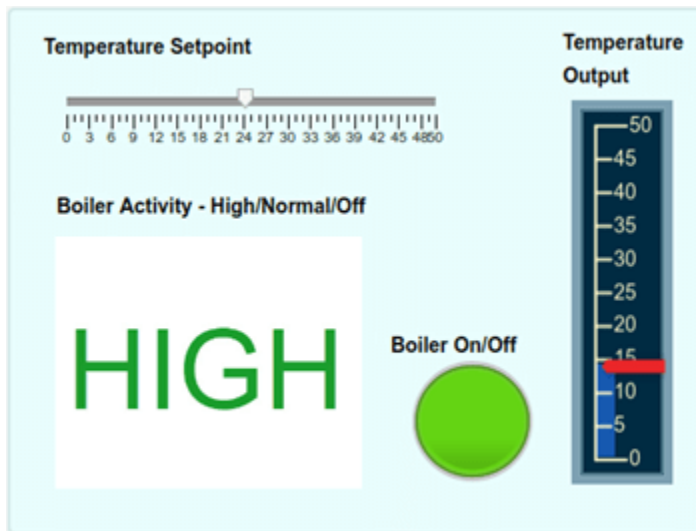 Temperature Setpoint
0 3 6 9 12 15 18 21 24 27 30 33 36 39 42 45 48 50
Boiler Activity - High/Normal/Off
HIGH
Boiler On/Off
Temperature
Output
50
45
40
35
30
25
20
15
10
5
0